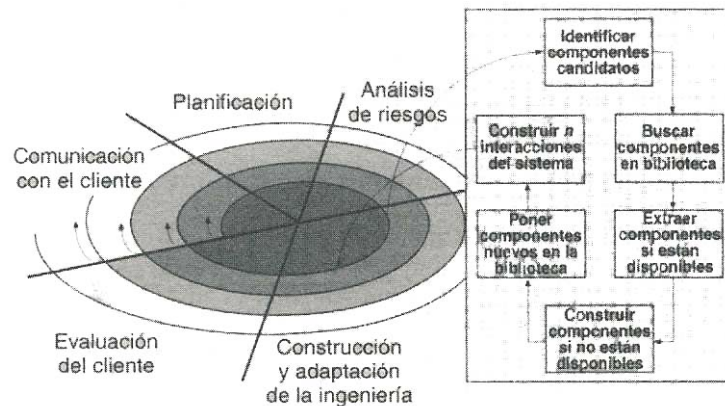 Planificación
Análisis
de riesgos
Comunicación
con el cliente
Evaluación
del cliente
Construcción
y adaptación
de la ingeniería
Identificar
componentes
candidatos
Buscar
componentes
en biblioteca
Extraer
componentes
si están
disponibles
Construir
componentes
si no están
disponibles
Poner
componentes
nuevos en la
biblioteca
Construir n
interacciones
del sistema